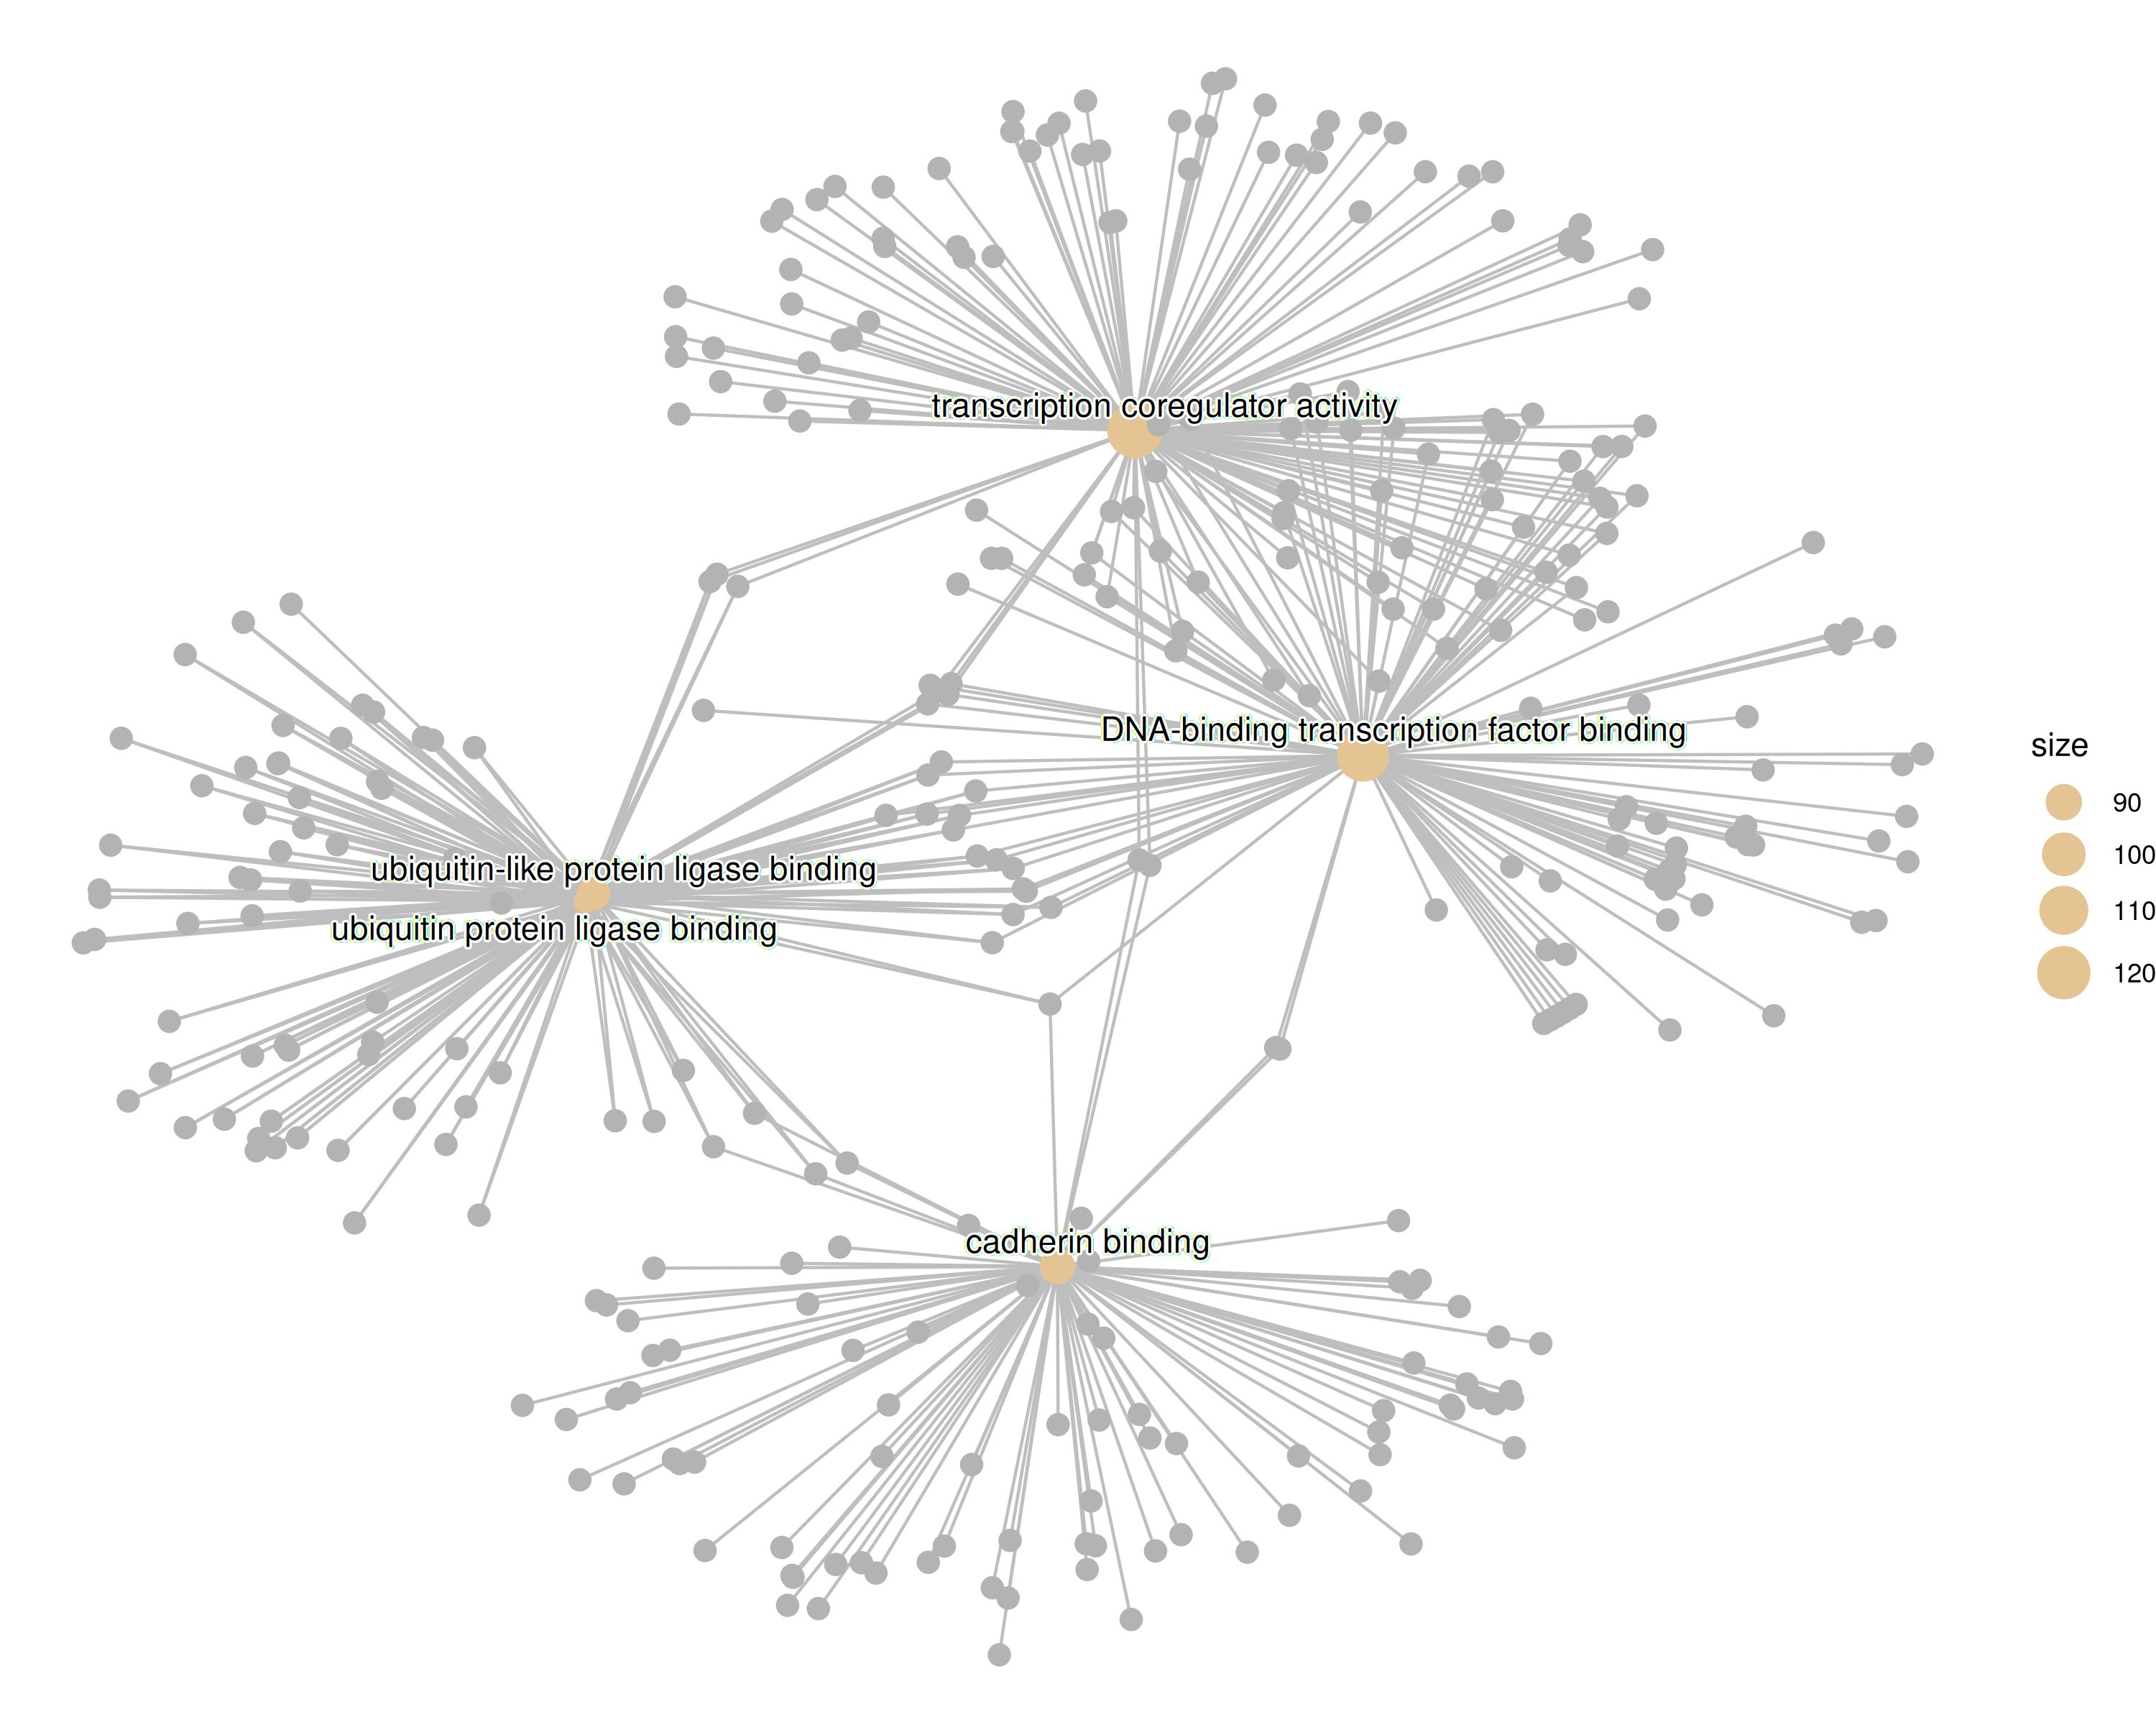 transcription coregulator activity
DNA-binding transcription factor binding
ubiquitin-like protein ligase binding
ubiquitin protein ligase binding
cadherin binding
size
90
100
110
120